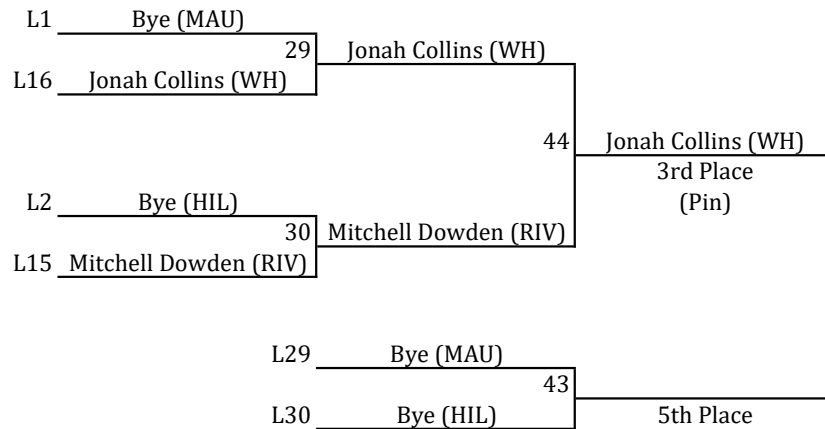 L1 Bye (MAU)
29 Jonah Collins (WH)
L16 Jonah Collins (WH)
44 Jonah Collins (WH)
3rd Place
(Pin)
L2 Bye (HIL)
30 Mitchell Dowden (RIV)
L15 Mitchell Dowden (RIV)
L29 Bye (MAU)
43
L30 Bye (HIL)
5th Place